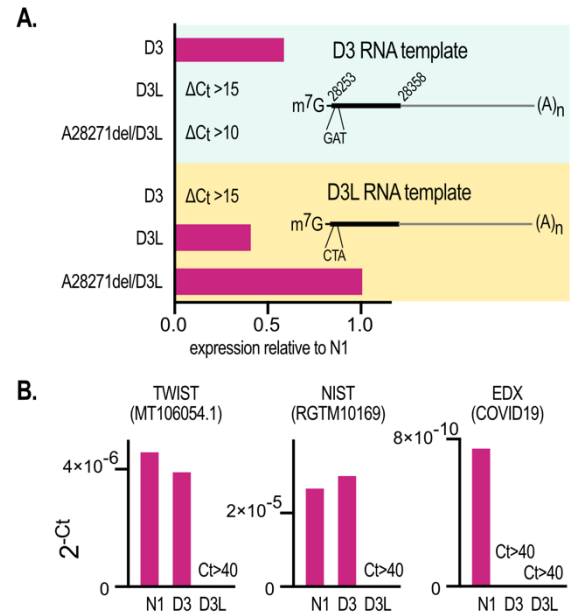 A.
D3
D3 RNA template
D3L
ΔCt >15
28253
28358
m7G
(A)n
A28271del/D3L
ΔCt >10
GAT
D3
ΔCt >15
D3L RNA template
D3L
m7G
(A)n
CTA
A28271del/D3L
0.0
0.5
1.0
expression relative to N1
B.
TWIST
(MT106054.1)
NIST
(RGTM10169)
EDX
(COVID19)
2-Ct
4×10-6
0
Ct>40
N1 D3 D3L
2×10-5
0
Ct>40
N1 D3 D3L
8×10-10
0
Ct>40
Ct>40
N1 D3 D3L